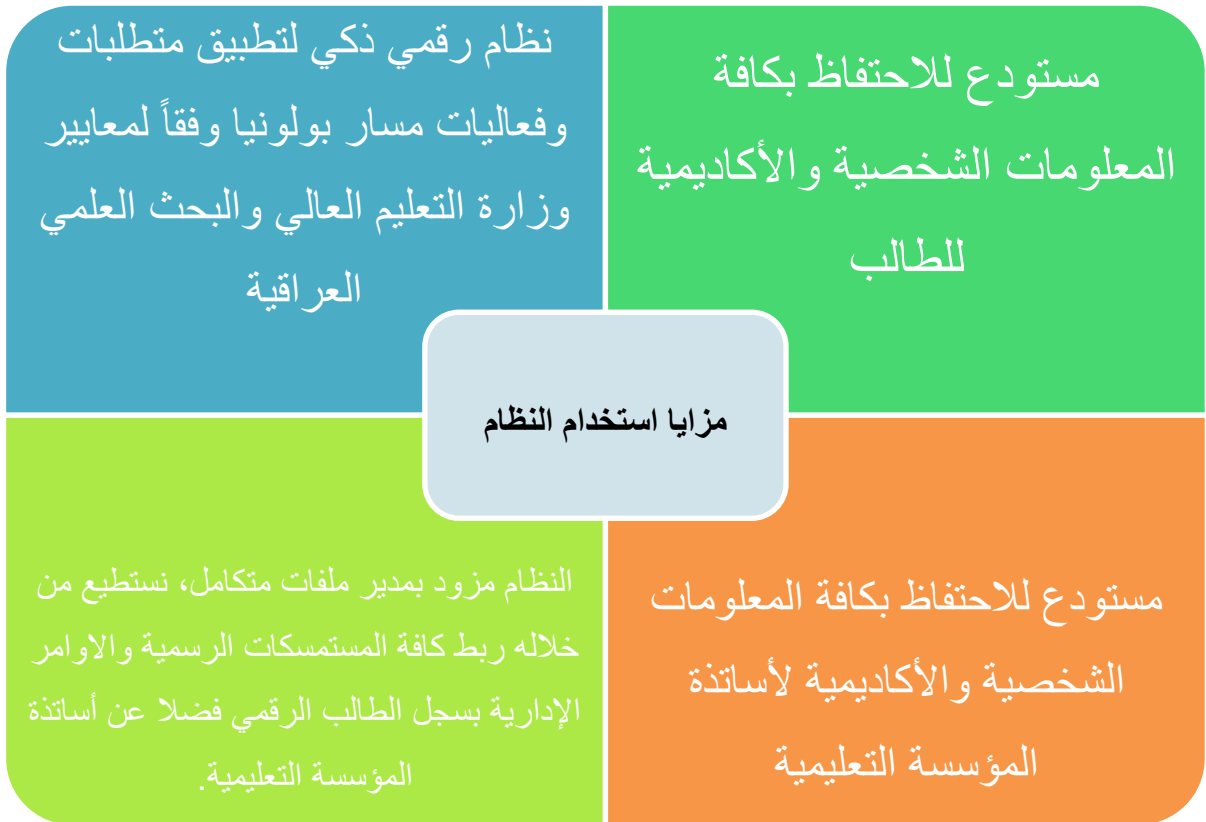 مستودع للاحتفاظ بكافة
المعلومات الشخصية والأكاديمية
للطالب
نظام رقمي ذكي لتطبيق متطلبات
وفعاليات مسار بولونيا وفقاً لمعايير
وزارة التعليم العالي والبحث العلمي
العراقية
مزايا استخدام النظام
مستودع للاحتفاظ بكافة المعلومات
الشخصية والأكاديمية لأساتذة
المؤسسة التعليمية
النظام مزود بمدير ملفات متكامل، نستطيع من
خلاله ربط كافة المستمسكات الرسمية والاوامر
الإدارية بسجل الطالب الرقمي فضلا عن أساتذة
المؤسسة التعليمية.